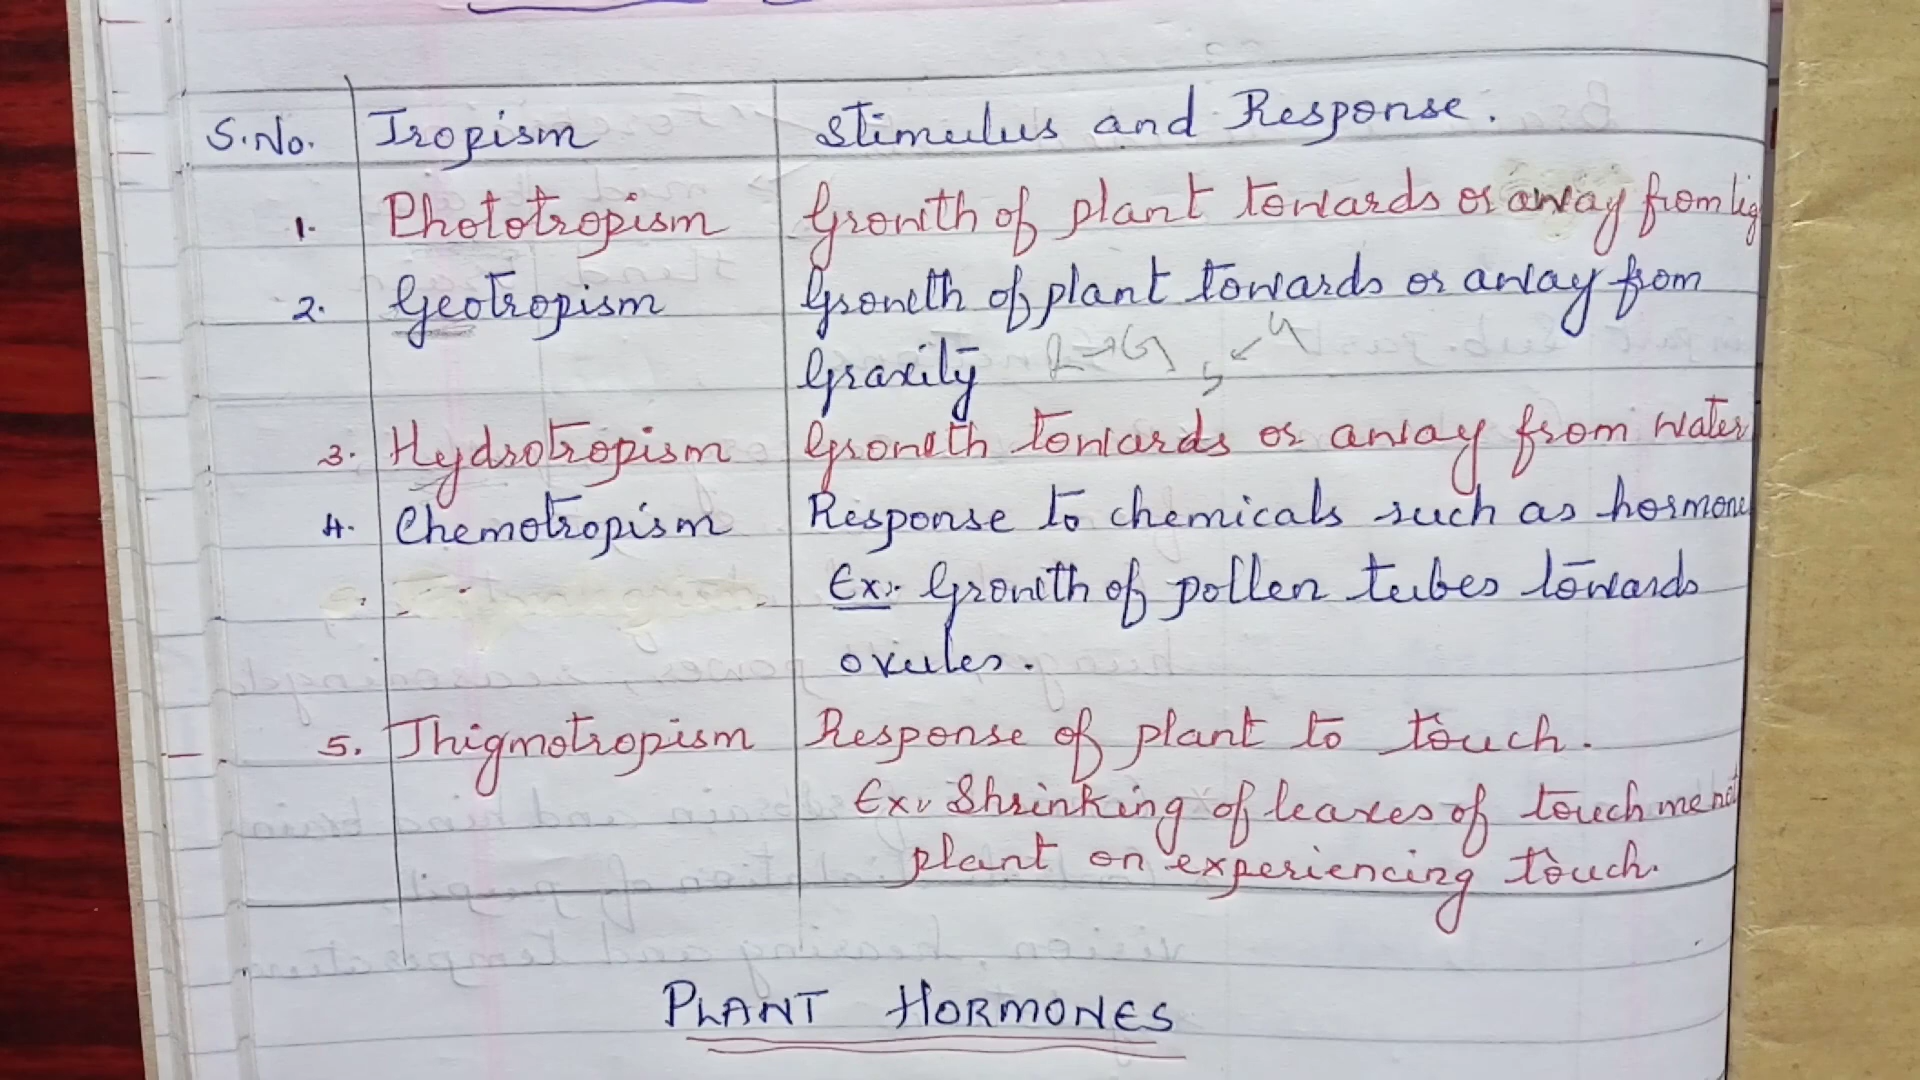 S.No. Tropism Stimulus and Response.
1. Phototropism Growth of plant towards or away from lig
2. Geotropism Growth of plant towards or away from
Gravity
3. Hydrotropism Growth towards or away from water
4. Chemotropism Response to chemicals such as hormone
Ex:- Growth of pollen tubes towards
ovules.
5. Thigmotropism Response of plant to touch.
Ex:- Shrinking of leaves of touch me not
plant on experiencing touch.
PLANT HORMONES